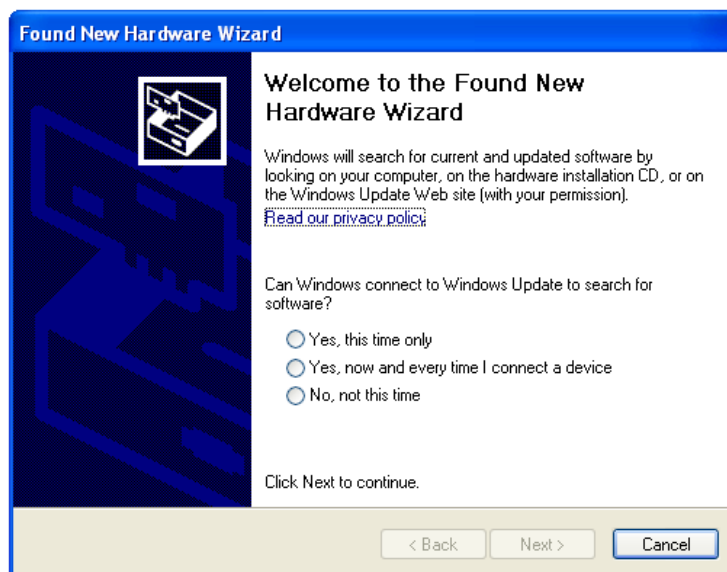 Found New Hardware Wizard
Welcome to the Found New
Hardware Wizard
Windows will search for current and updated software by
looking on your computer, on the hardware installation CD, or on
the Windows Update Web site (with your permission).
Read our privacy policy
Can Windows connect to Windows Update to search for
software?
Yes, this time only
Yes, now and every time I connect a device
No, not this time
Click Next to continue.
< Back Next > Cancel